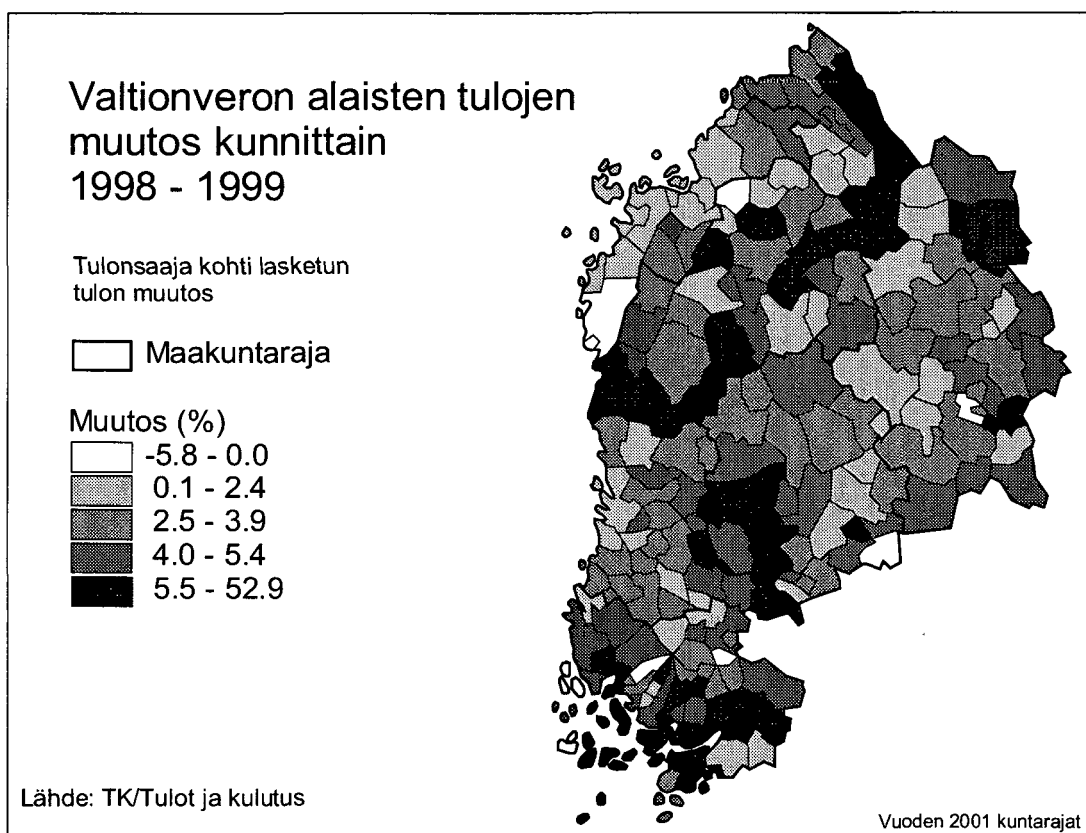 Valtionveron alaisten tulojen
muutos kunnittain
1998 - 1999
Tulonsaaja kohti lasketun
tulon muutos
Maakuntaraja
Muutos (%)
-5.8 - 0.0
0.1 - 2.4
2.5 - 3.9
4.0 - 5.4
5.5 - 52.9
Lähde: TK/Tulot ja kulutus
Vuoden 2001 kuntarajat